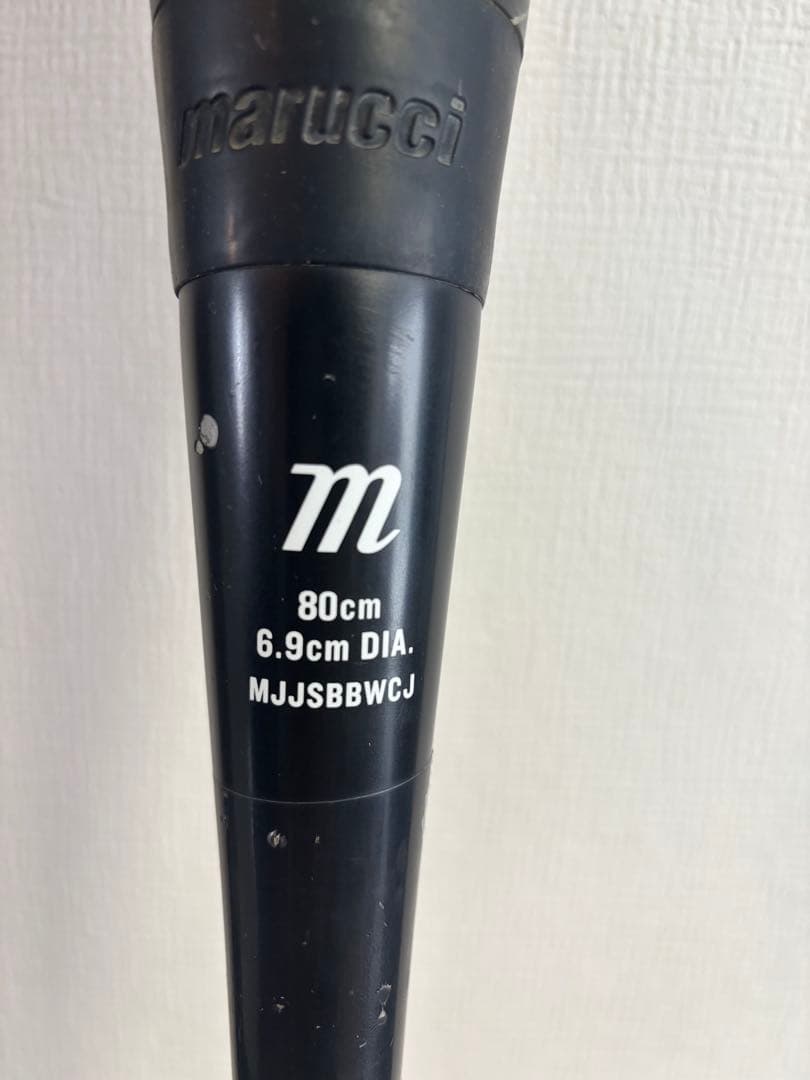 marucci
m
80cm
6.9cm DIA.
MJJSBBWCJ